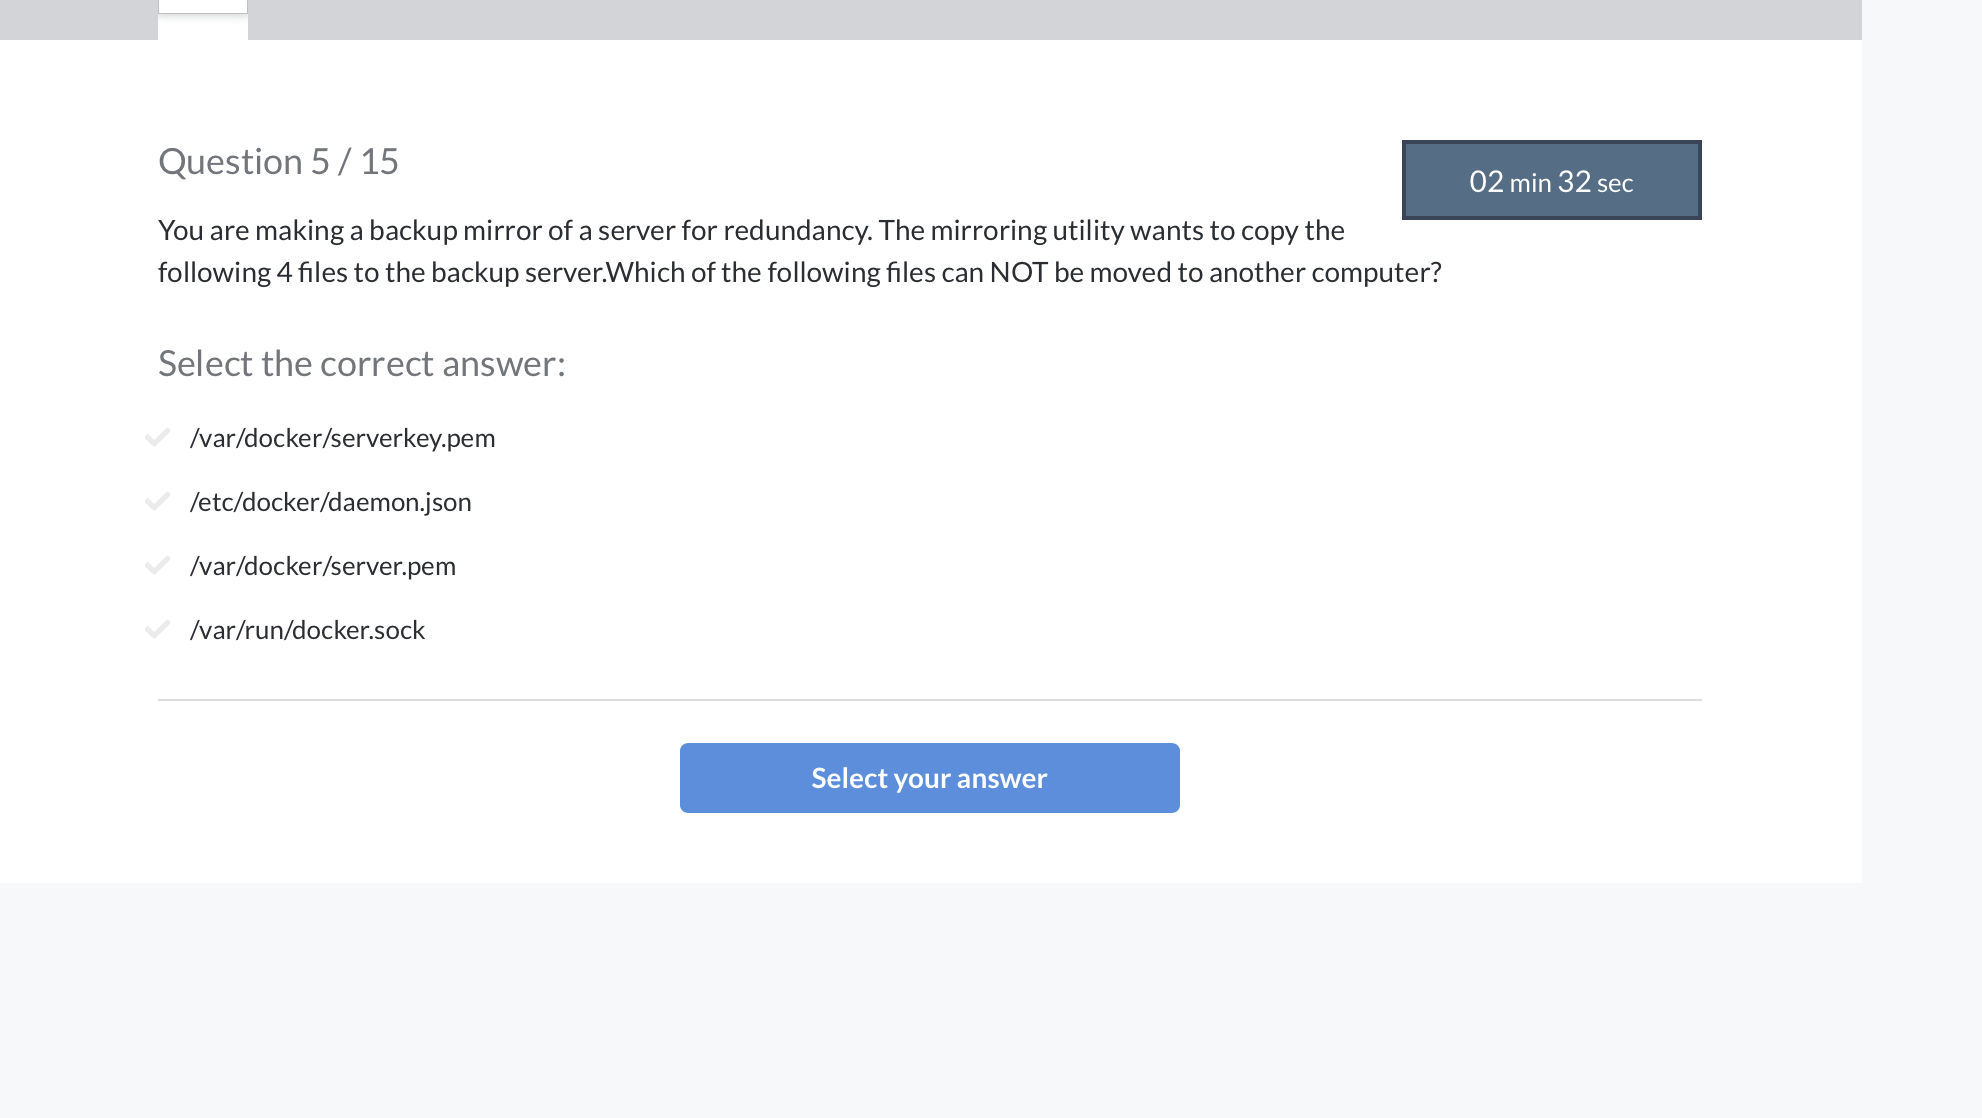 Question 5 / 15
02 min 32 sec
You are making a backup mirror of a server for redundancy. The mirroring utility wants to copy the
following 4 files to the backup server.Which of the following files can NOT be moved to another computer?
Select the correct answer:
/var/docker/serverkey.pem
/etc/docker/daemon.json
/var/docker/server.pem
/var/run/docker.sock
Select your answer